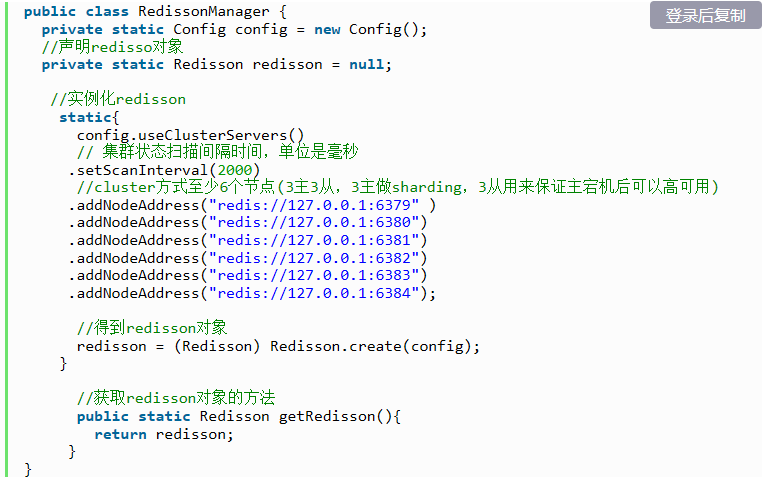 登录后复制
public class RedissonManager {
private static Config config = new Config();
//声明redisso对象
private static Redisson redisson = null;
//实例化redisson
static{
config.useClusterServers()
// 集群状态扫描间隔时间，单位是毫秒
.setScanInterval(2000)
//cluster方式至少6个节点(3主3从，3主做sharding，3从用来保证主宕机后可以高可用)
.addNodeAddress("redis://127.0.0.1:6379" )
.addNodeAddress("redis://127.0.0.1:6380")
.addNodeAddress("redis://127.0.0.1:6381")
.addNodeAddress("redis://127.0.0.1:6382")
.addNodeAddress("redis://127.0.0.1:6383")
.addNodeAddress("redis://127.0.0.1:6384");
//得到redisson对象
redisson = (Redisson) Redisson.create(config);
}
//获取redisson对象的方法
public static Redisson getRedisson(){
return redisson;
}
}